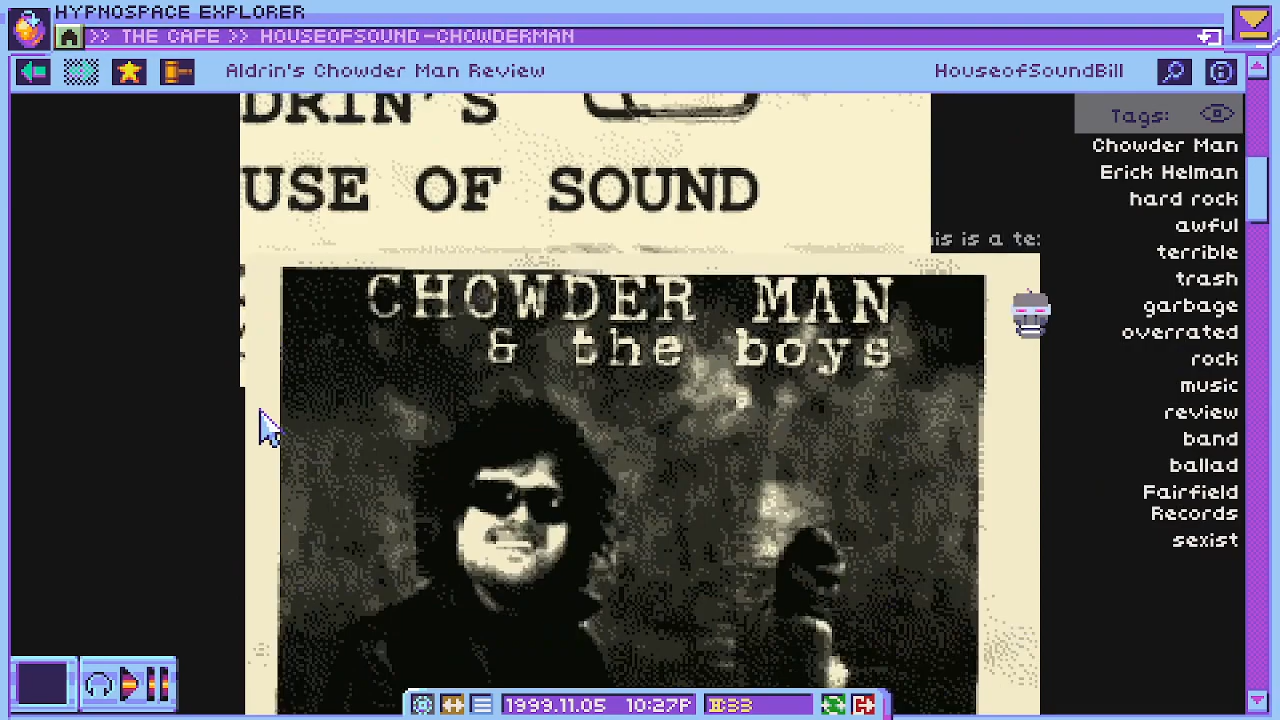 HYPNOSPACE EXPLORER
>> THE CAFE >> HOUSEOFSOUND-CHOWDERMAN
Aldrin's Chowder Man Review
HouseofSoundBill
DRIN'S
USE OF SOUND
is is a te
CHOWDER MAN
& the boys
Tags:
Chowder Man
Erick Helman
hard rock
awful
terrible
trash
garbage
overrated
rock
music
review
band
ballad
Fairfield
Records
sexist
1999.11.05 10:27P
33